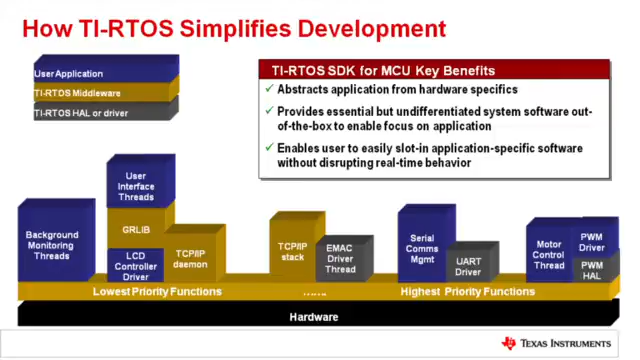 How TI-RTOS Simplifies Development
User Application
TI-RTOS Middleware
TI-RTOS HAL or driver
TI-RTOS SDK for MCU Key Benefits
✓ Abstracts application from hardware specifics
✓ Provides essential but undifferentiated system software out-
of-the-box to enable focus on application
✓ Enables user to easily slot-in application-specific software
without disrupting real-time behavior
Background
Monitoring
Threads
User
Interface
Threads
GRLIB
LCD
Controller
Driver
TCP/IP
daemon
TCP/IP
stack
EMAC
Driver
Thread
Serial
Comms
Mgmt
UART
Driver
Motor
Control
Thread
PWM
Driver
PWM
HAL
Lowest Priority Functions
Highest Priority Functions
Hardware
TEXAS INSTRUMENTS